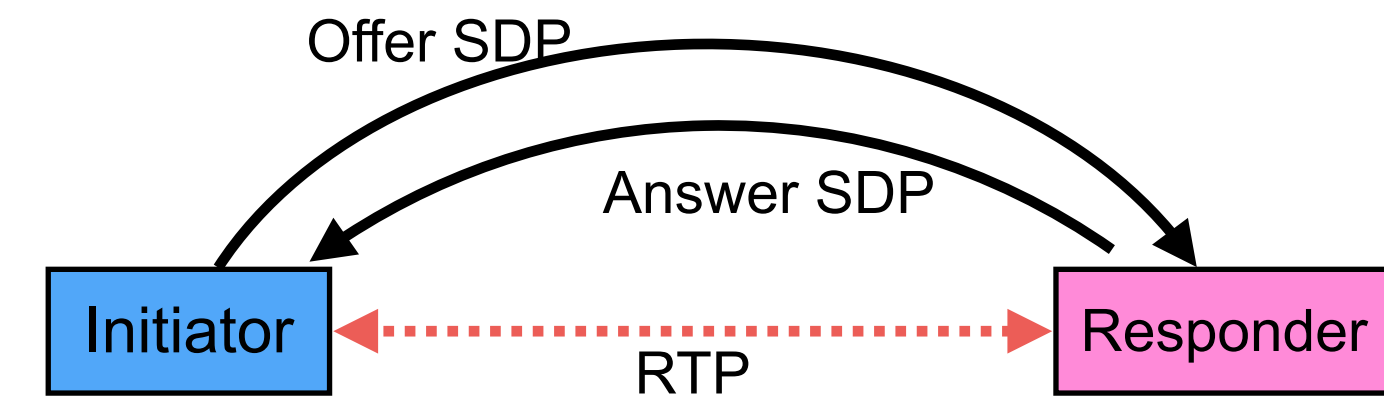 Offer SDP
Answer SDP
Initiator
Responder
RTP